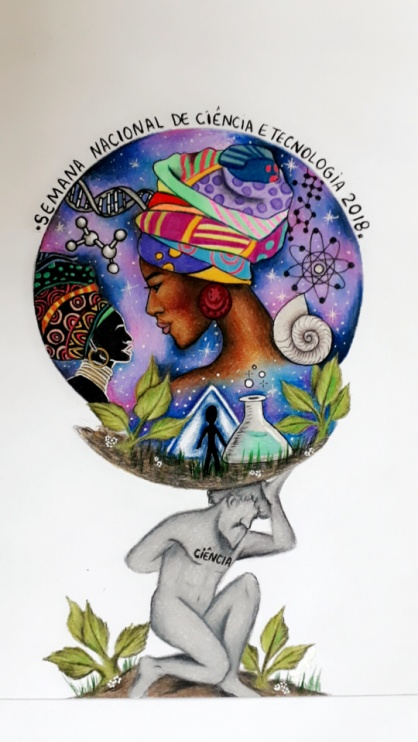 •SEMANA NACIONAL DE CIÊNCIA E TECNOLOGIA 2018•
CIÊNCIA